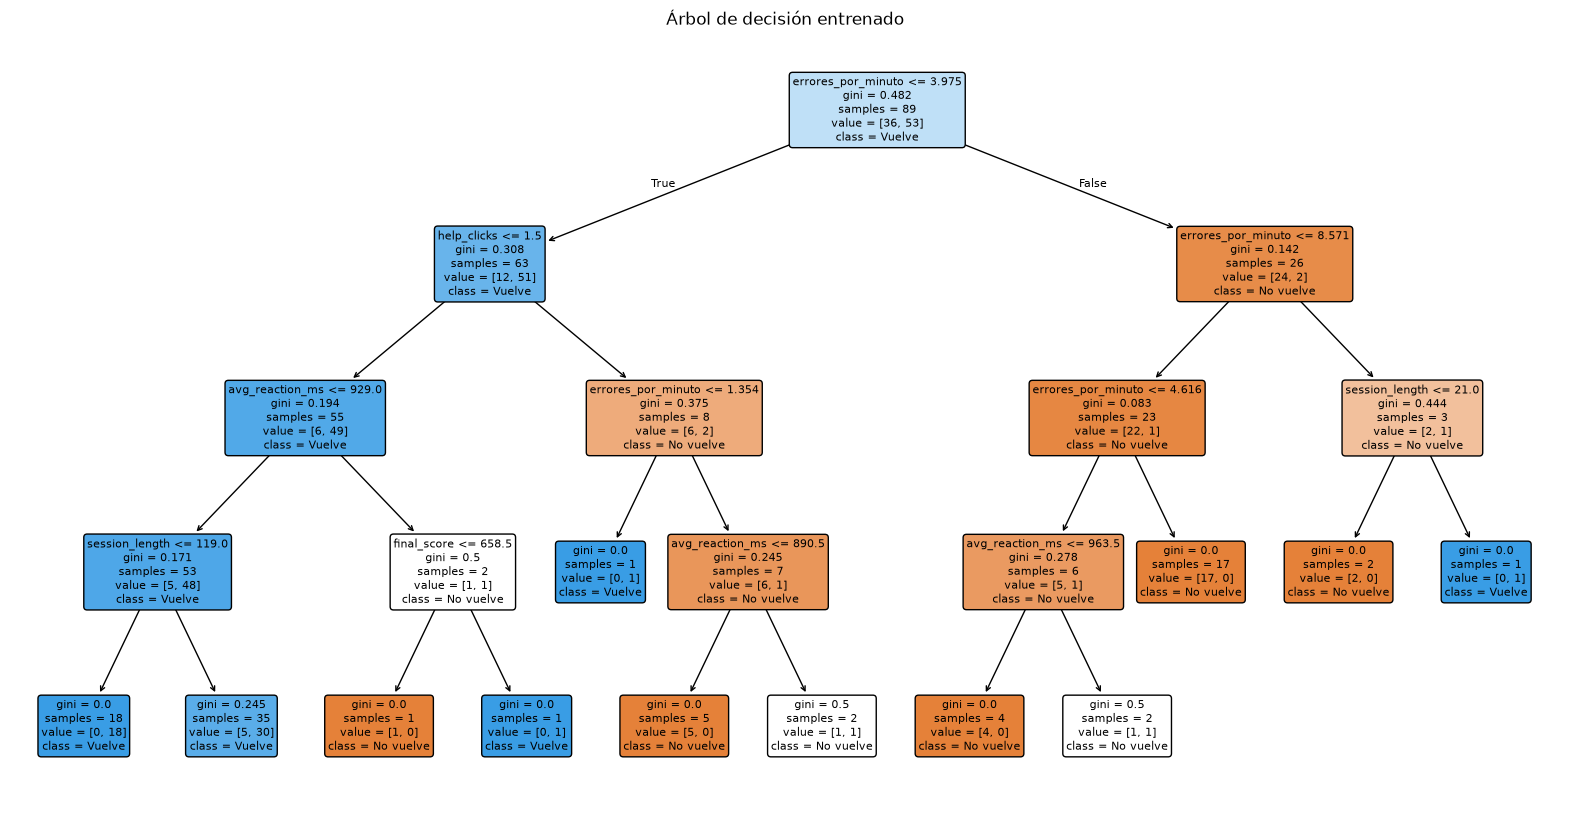 Árbol de decisión entrenado
errores_por_minuto <= 3.975
gini = 0.482
samples = 89
value = [36, 53]
class = Vuelve
True
False
help_clicks <= 1.5
gini = 0.308
samples = 63
value = [12, 51]
class = Vuelve
errores_por_minuto <= 8.571
gini = 0.142
samples = 26
value = [24, 2]
class = No vuelve
avg_reaction_ms <= 929.0
gini = 0.194
samples = 55
value = [6, 49]
class = Vuelve
errores_por_minuto <= 1.354
gini = 0.375
samples = 8
value = [6, 2]
class = No vuelve
errores_por_minuto <= 4.616
gini = 0.083
samples = 23
value = [22, 1]
class = No vuelve
session_length <= 21.0
gini = 0.444
samples = 3
value = [2, 1]
class = No vuelve
session_length <= 119.0
gini = 0.171
samples = 53
value = [5, 48]
class = Vuelve
final_score <= 658.5
gini = 0.5
samples = 2
value = [1, 1]
class = No vuelve
gini = 0.0
samples = 1
value = [0, 1]
class = Vuelve
avg_reaction_ms <= 890.5
gini = 0.245
samples = 7
value = [6, 1]
class = No vuelve
avg_reaction_ms <= 963.5
gini = 0.278
samples = 6
value = [5, 1]
class = No vuelve
gini = 0.0
samples = 17
value = [17, 0]
class = No vuelve
gini = 0.0
samples = 2
value = [2, 0]
class = No vuelve
gini = 0.0
samples = 1
value = [0, 1]
class = Vuelve
gini = 0.0
samples = 18
value = [0, 18]
class = Vuelve
gini = 0.245
samples = 35
value = [5, 30]
class = Vuelve
gini = 0.0
samples = 1
value = [1, 0]
class = No vuelve
gini = 0.0
samples = 1
value = [0, 1]
class = Vuelve
gini = 0.0
samples = 5
value = [5, 0]
class = No vuelve
gini = 0.5
samples = 2
value = [1, 1]
class = No vuelve
gini = 0.0
samples = 4
value = [4, 0]
class = No vuelve
gini = 0.5
samples = 2
value = [1, 1]
class = No vuelve